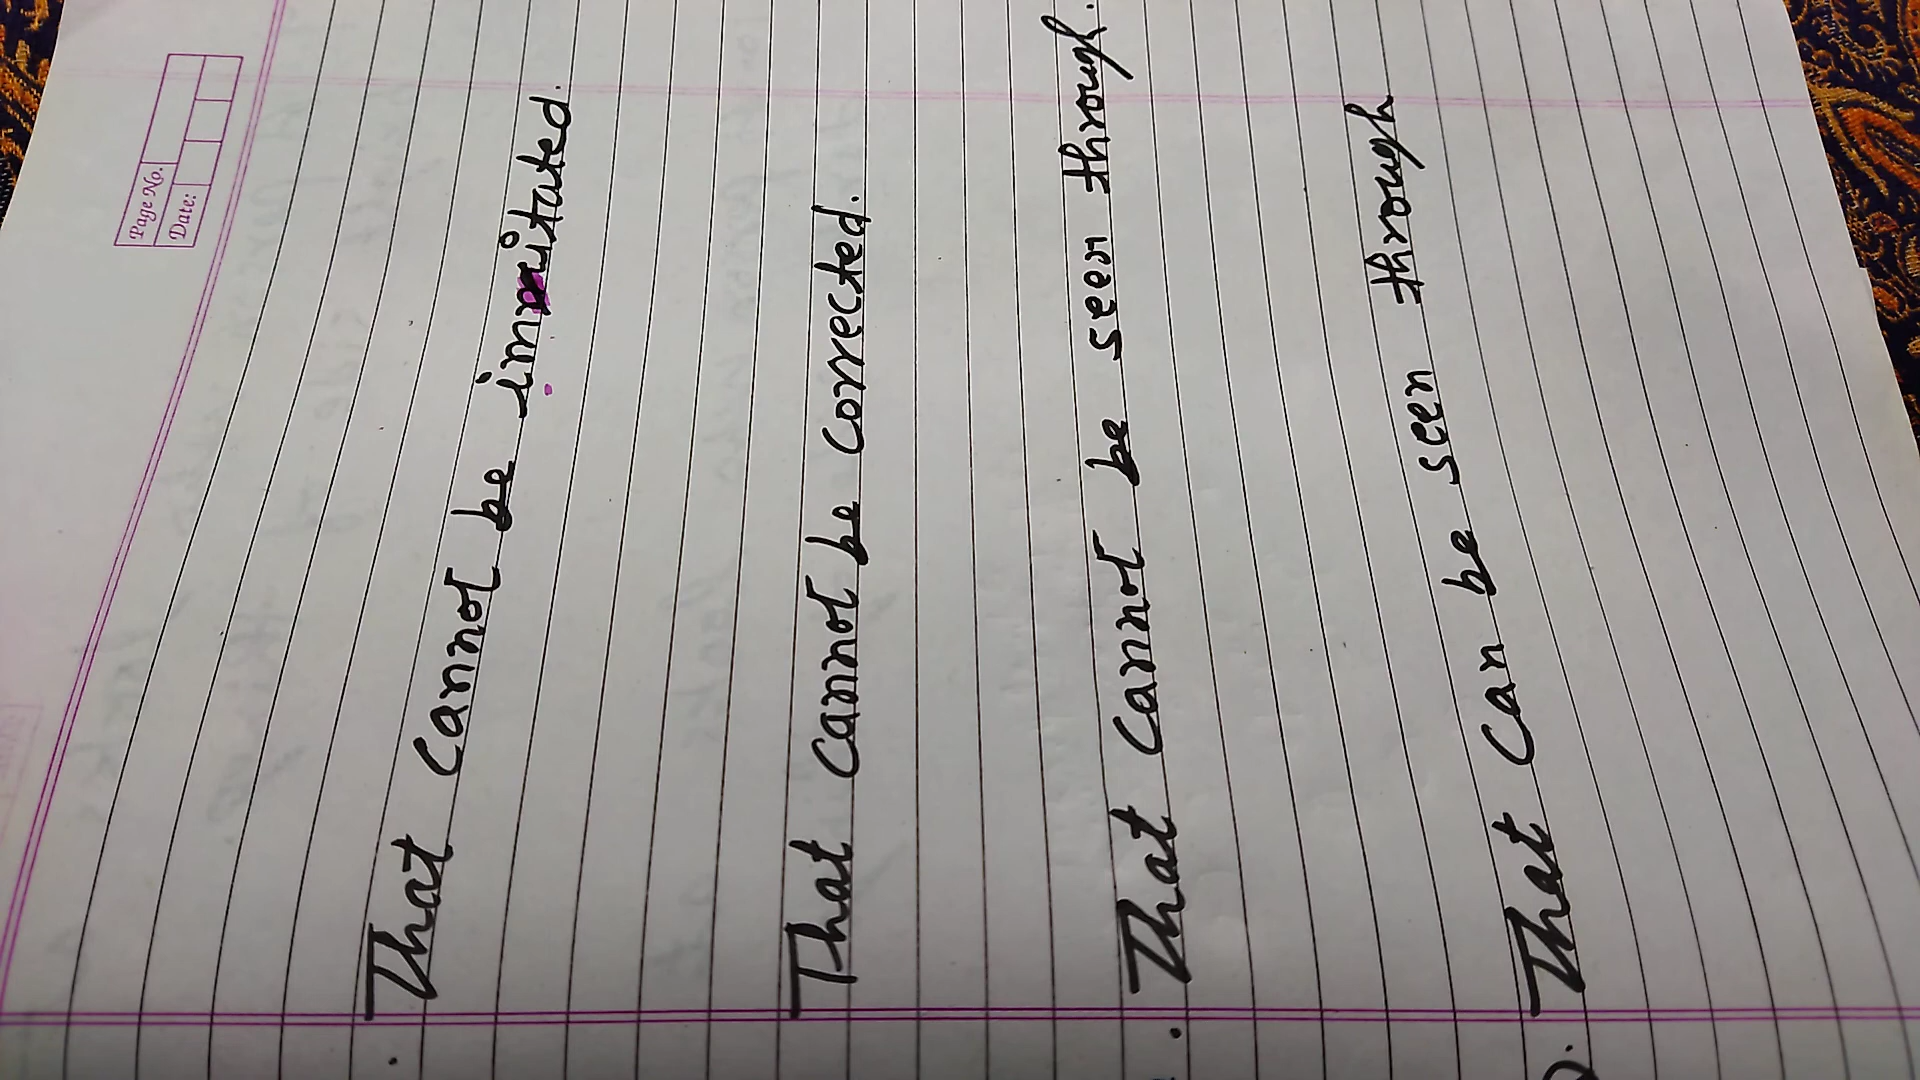 Page No.
Date:
That cannot be immitated.
That cannot be corrected.
That cannot be seen through.
That can be seen through